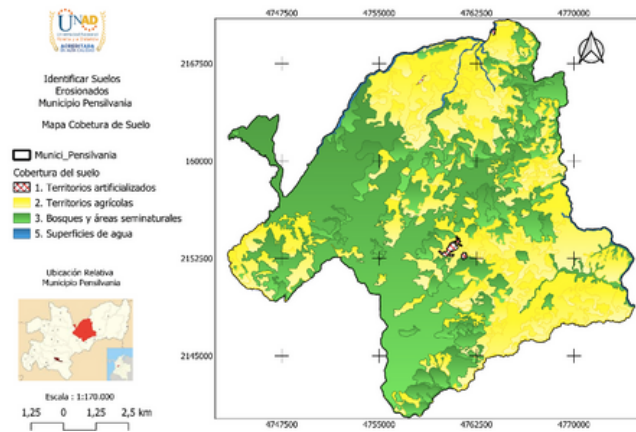 UNAD
ACREDITADA
Identificar Suelos
Erosionados
Municipio Pensilvania
Mapa Cobertura de Suelo
Munici_Pensilvania
Cobertura del suelo
1. Territorios artificializados
2. Territorios agrícolas
3. Bosques y áreas seminaturales
5. Superficies de agua
Ubicación Relativa
Municipio Pensilvania
Escala : 1:170.000
1,25 0 1,25 2,5 km
4747500 4755000 4762500 4770000
2167500
160000
2152500
2145000
4747500 4755000 4762500 4770000